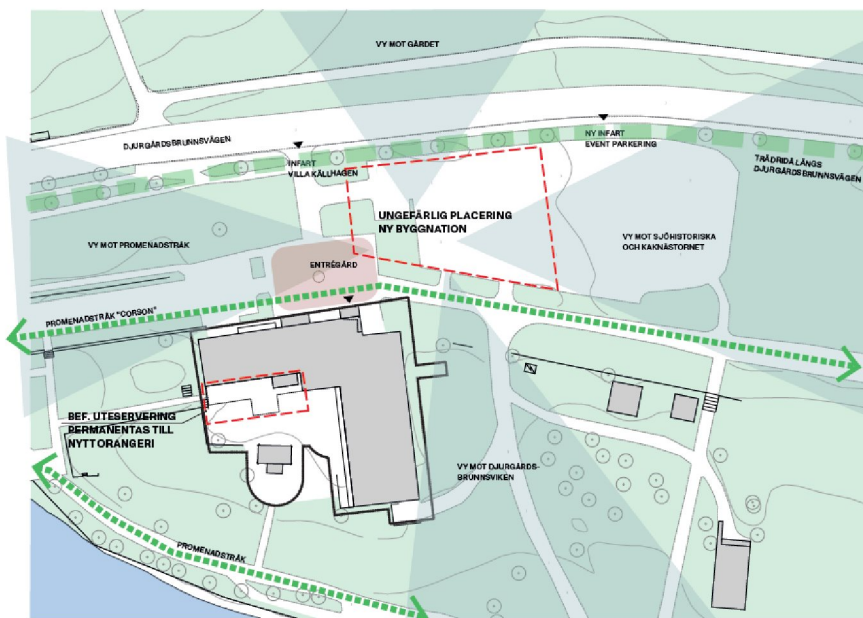 VY MOT GÄRDET
DJURGÅRDSBRUNNSVÄGEN
INFART
VILLA KÄLLHAGEN
NY INFART
EVENT PARKERING
TRÄDRIDÅ LÄNGS
DJURGÅRDSBRUNNSVÄGEN
UNGEFÄRLIG PLACERING
NY BYGGNATION
VY MOT PROMENADSTRÅK
VY MOT SJÖHISTORISKA
OCH KAKNÄSTORNET
ENTRÉGÅRD
PROMENADSTRÅK "CORSON"
BEF. UTESERVERING
PERMANENTAS TILL
NYTT ORANGERI
VY MOT DJURGÅRDS-
BRUNNSVIKEN
PROMENADSTRÅK